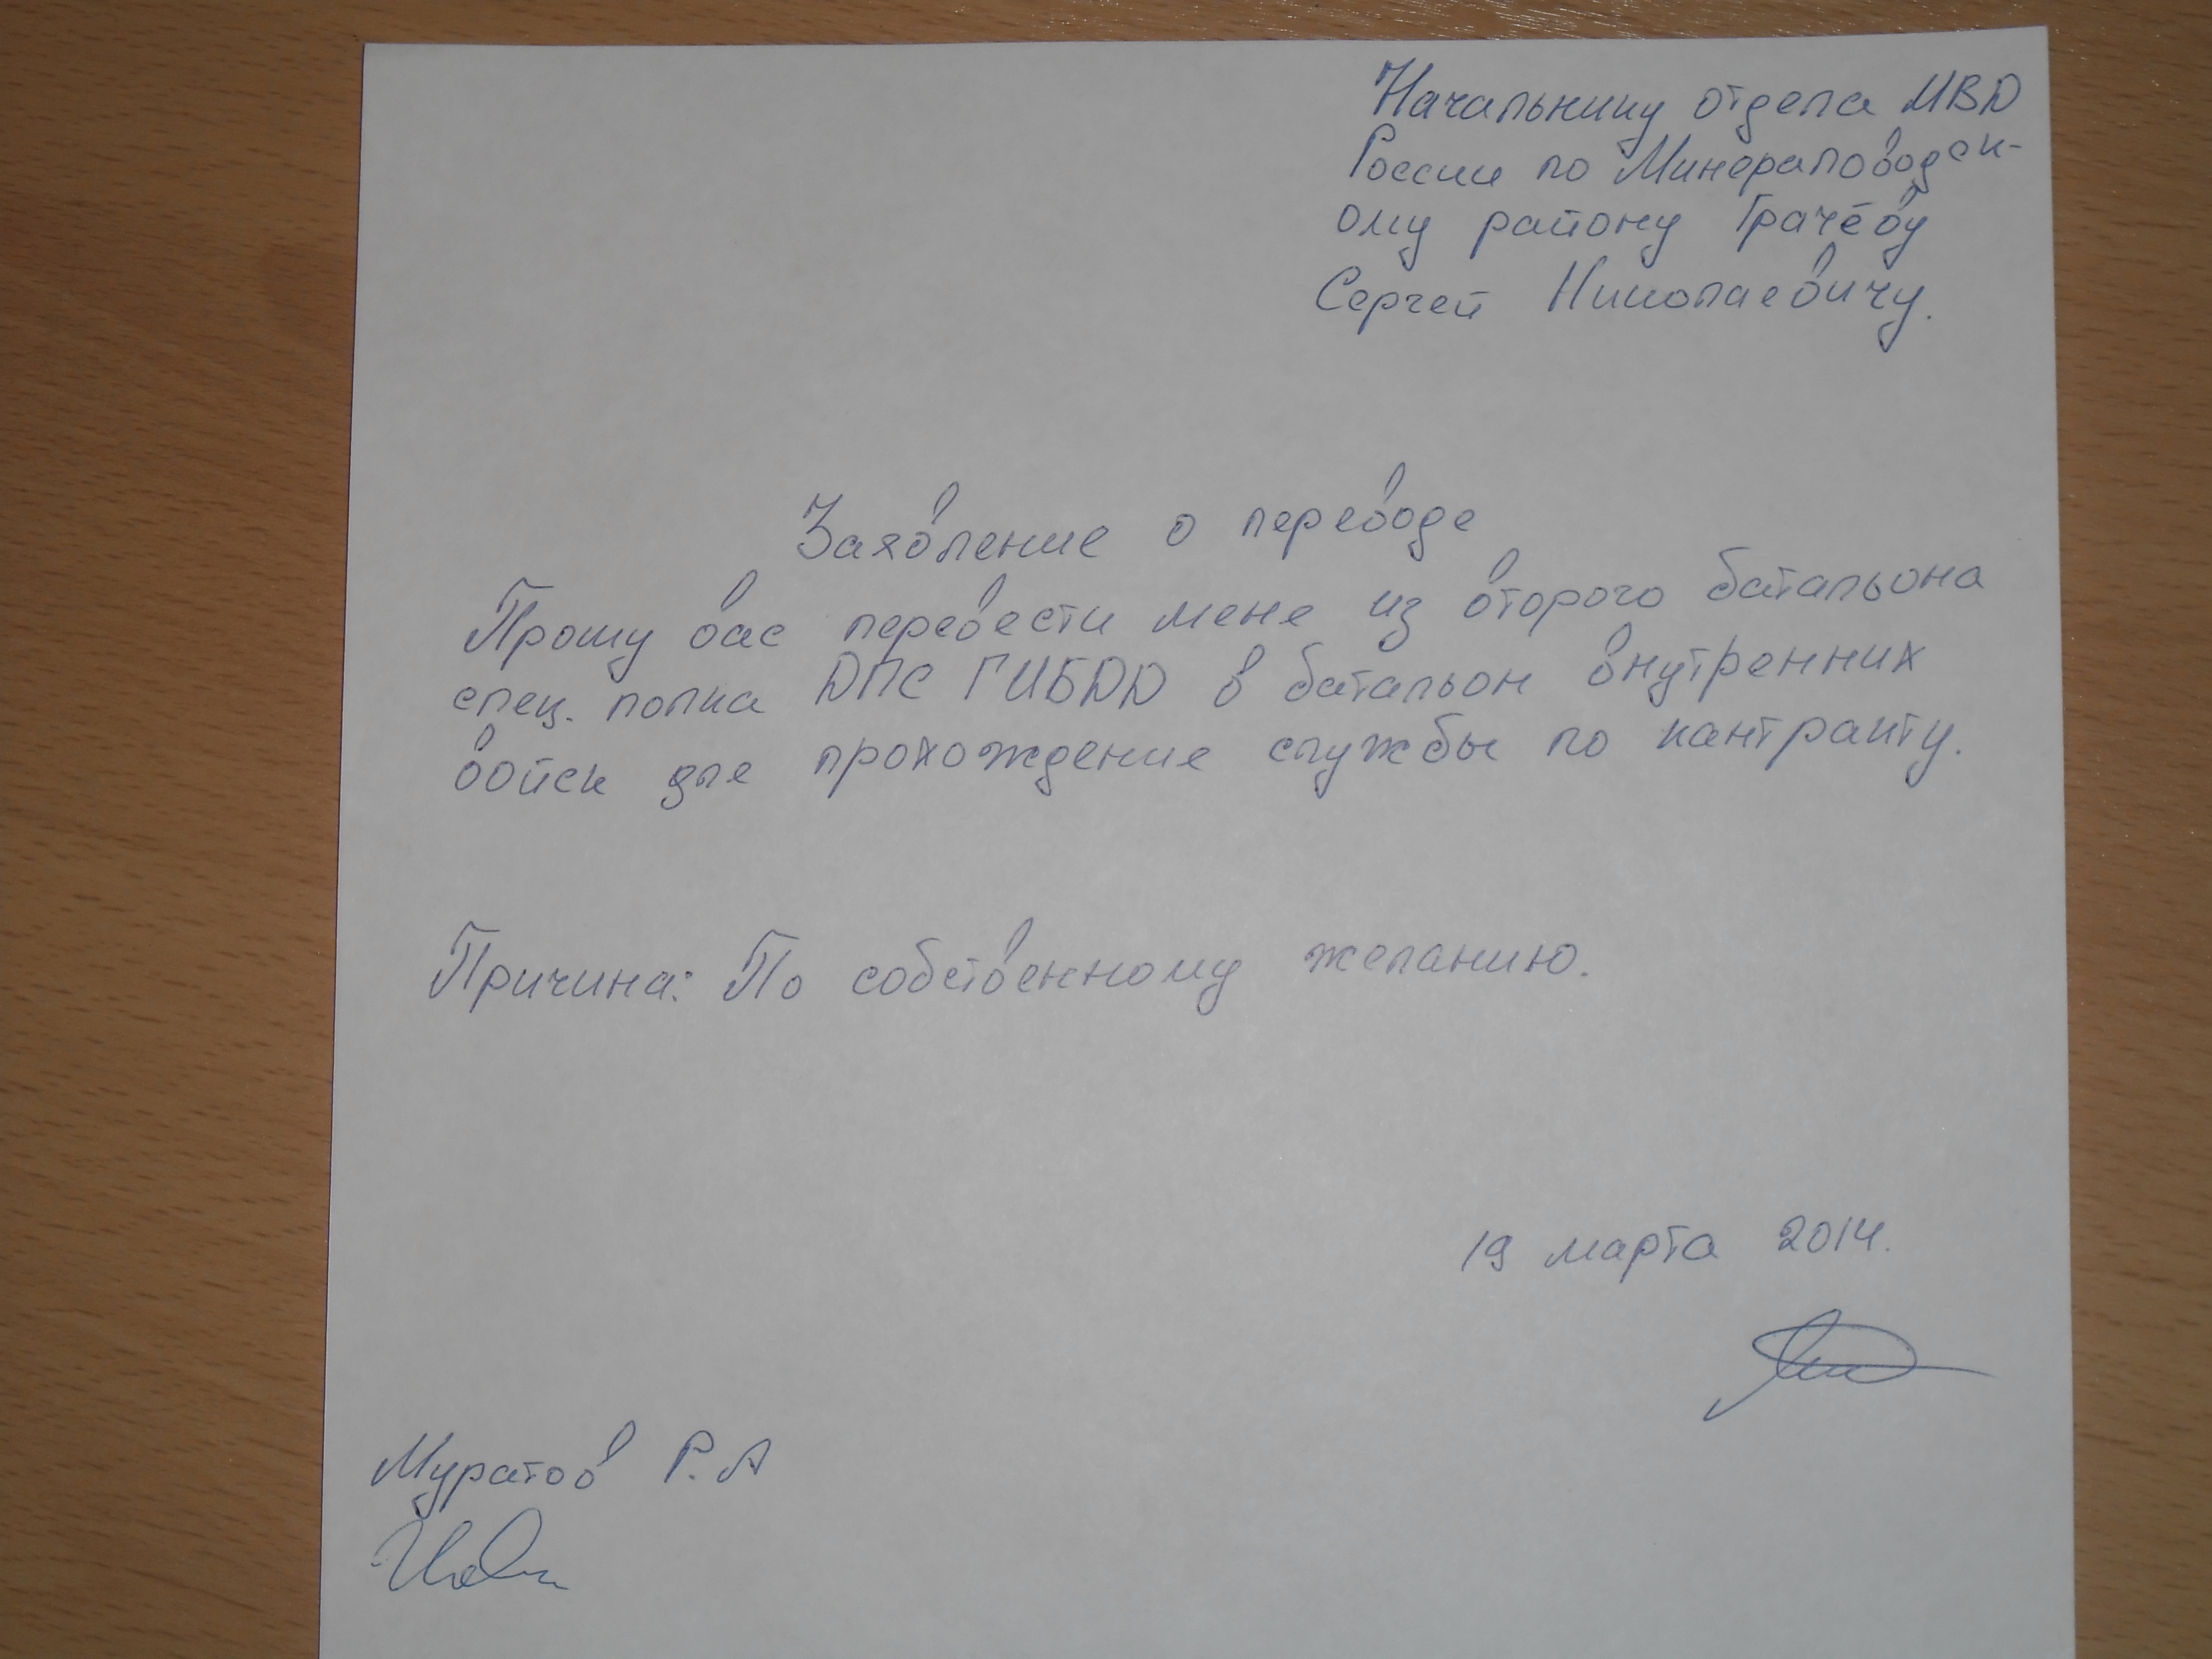 Начальнику отдела МВД
России по Минераловодск-
ому району Грачёву
Сергей Николаевичу.
Заявление о переводе
Прошу вас перевести мене из второго батальона
спец. полка ДПС ГИБДД в батальон внутренних
войск для прохождение службы по кантракту.
Причина: По собственному желанию.
19 марта 2014.
Муратов Р.А